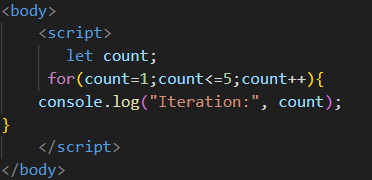 <body>
<script>
let count;
for(count=1;count<=5;count++){
console.log("Iteration:", count);
}
</script>
</body>